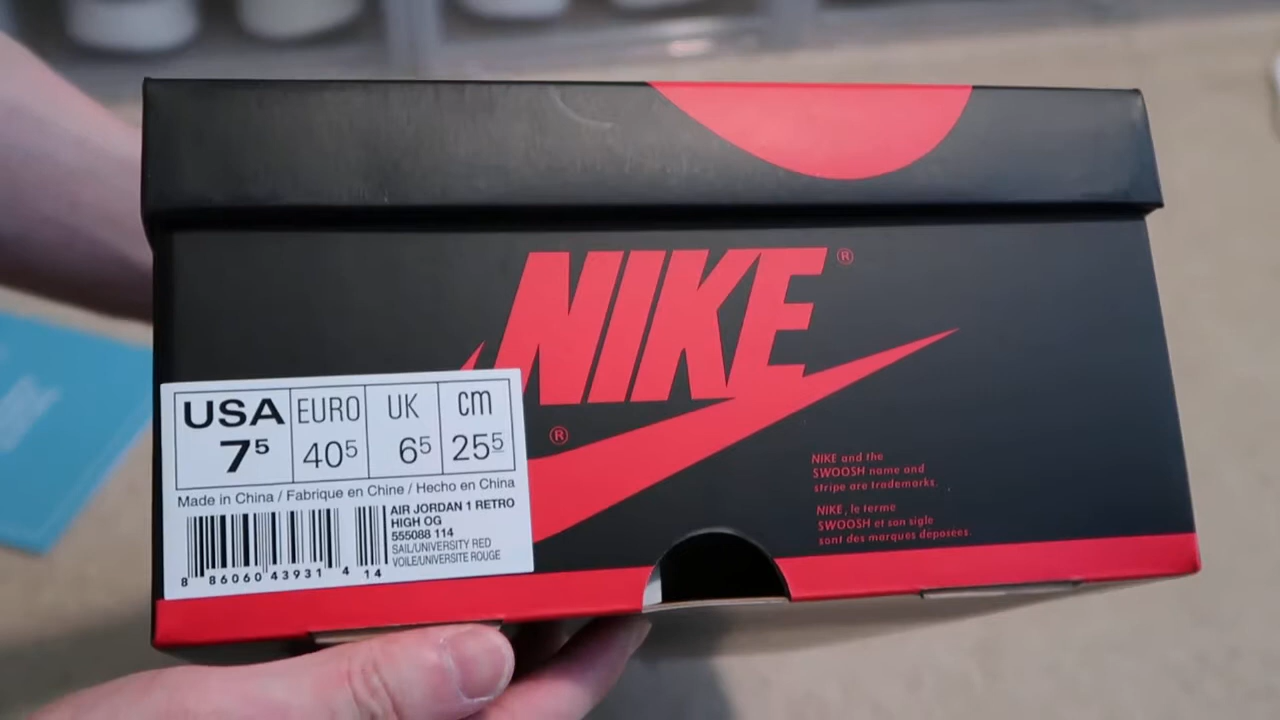 NIKE®
®
USA EURO UK cm
7⁵ 40⁵ 6⁵ 25⁵
Made in China / Fabriqué en Chine / Hecho en China
AIR JORDAN 1 RETRO
HIGH OG
555088 114
SAIL/UNIVERSITY RED
VOILE/UNIVERSITE ROUGE
8 86060 43931 4 14
NIKE and the
SWOOSH name and
stripe are trademarks.
NIKE, le terme
SWOOSH et son sigle
sont des marques déposées.